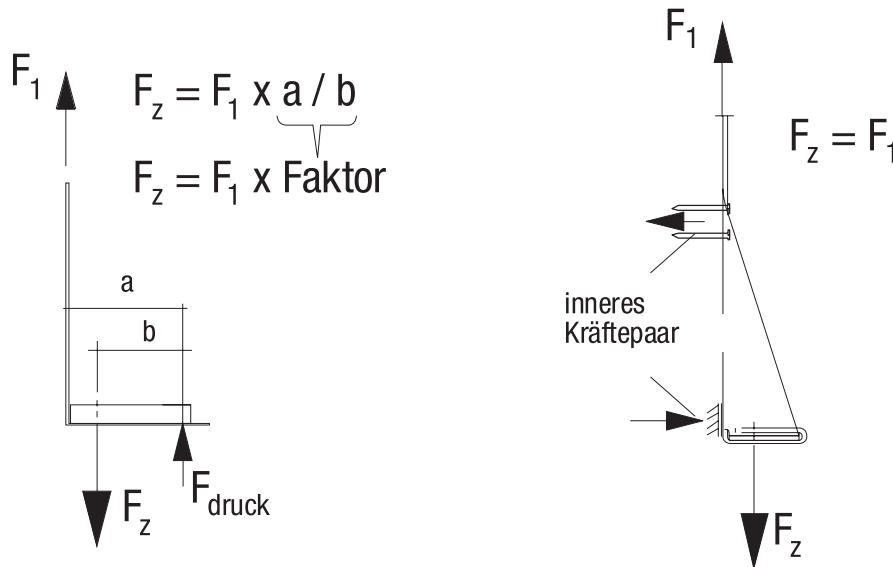 F1
Fz = F1 x a / b
Fz = F1 x Faktor
a
b
Fz
Fdruck
F1
Fz = F1
inneres
Kräftepaar
Fz